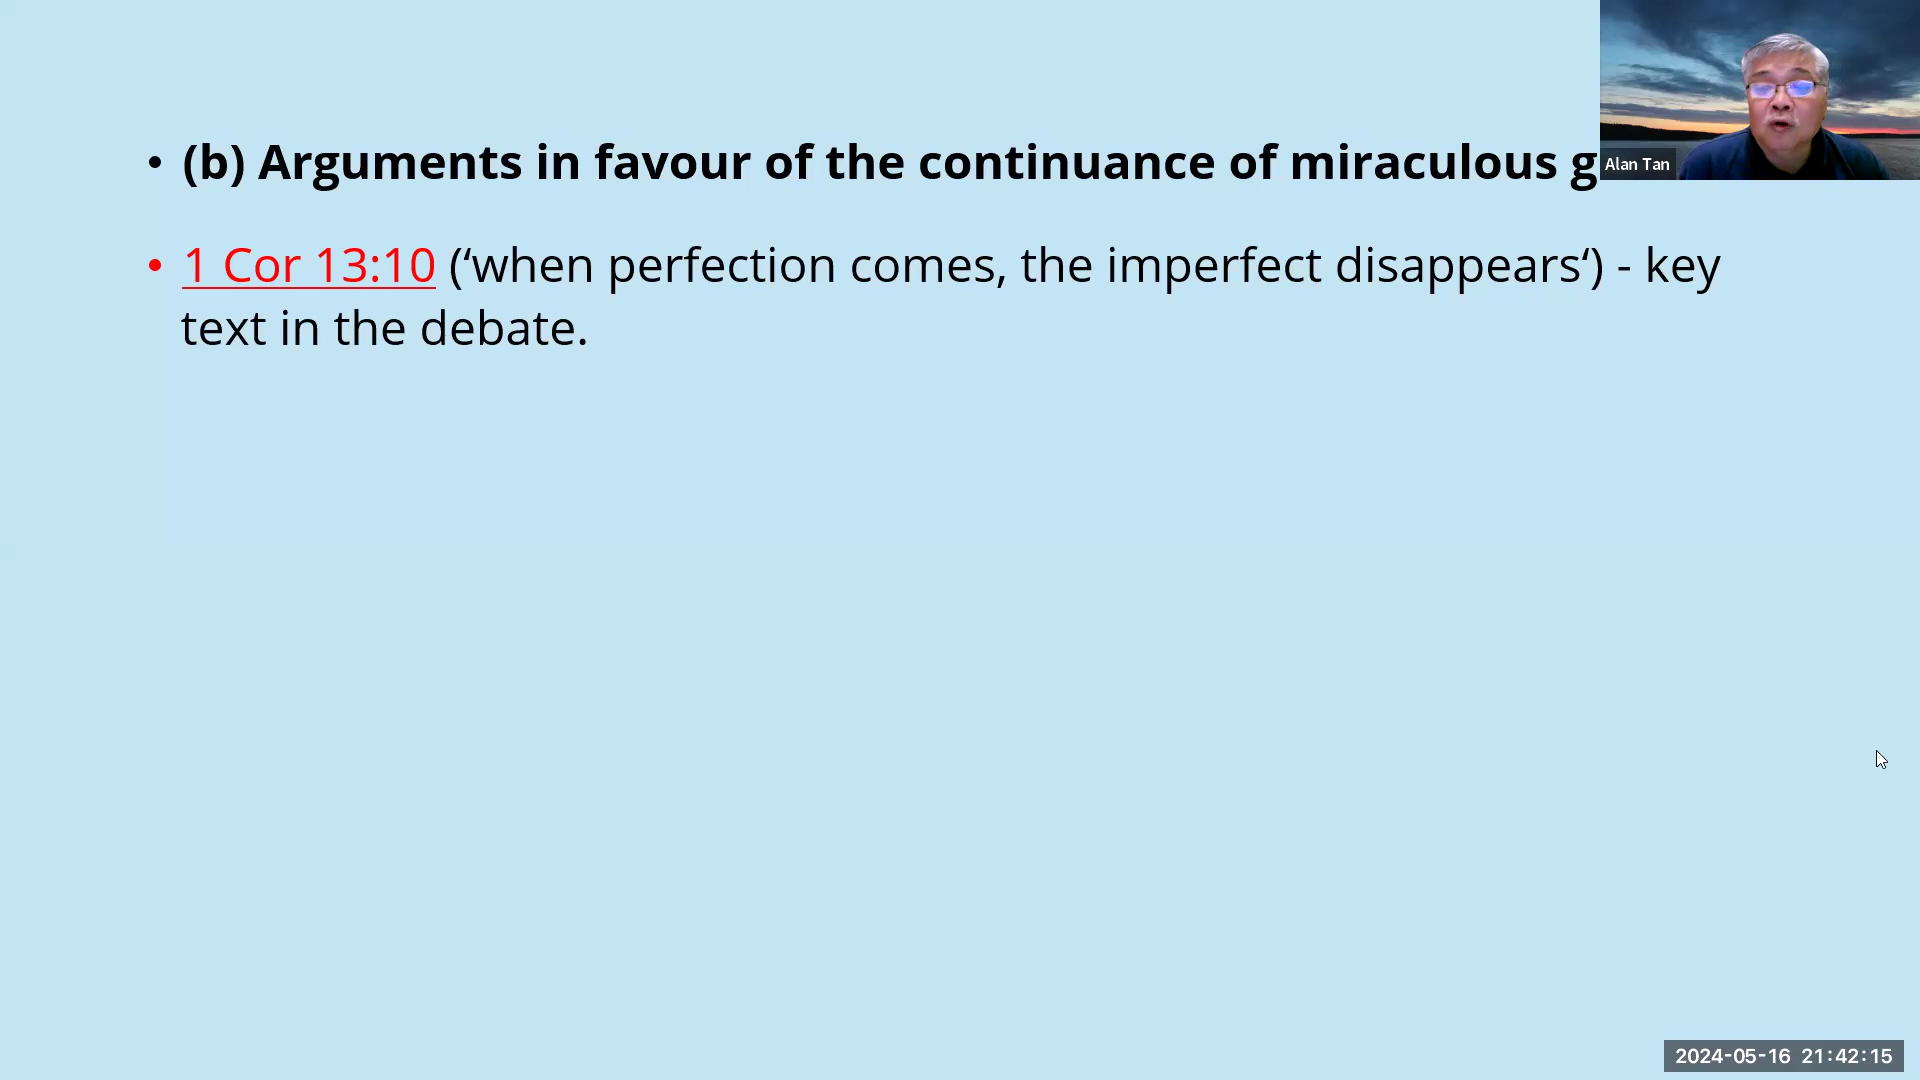 • (b) Arguments in favour of the continuance of miraculous g
Alan Tan
• 1 Cor 13:10 (‘when perfection comes, the imperfect disappears‘) - key
text in the debate.
2024-05-16 21:42:15